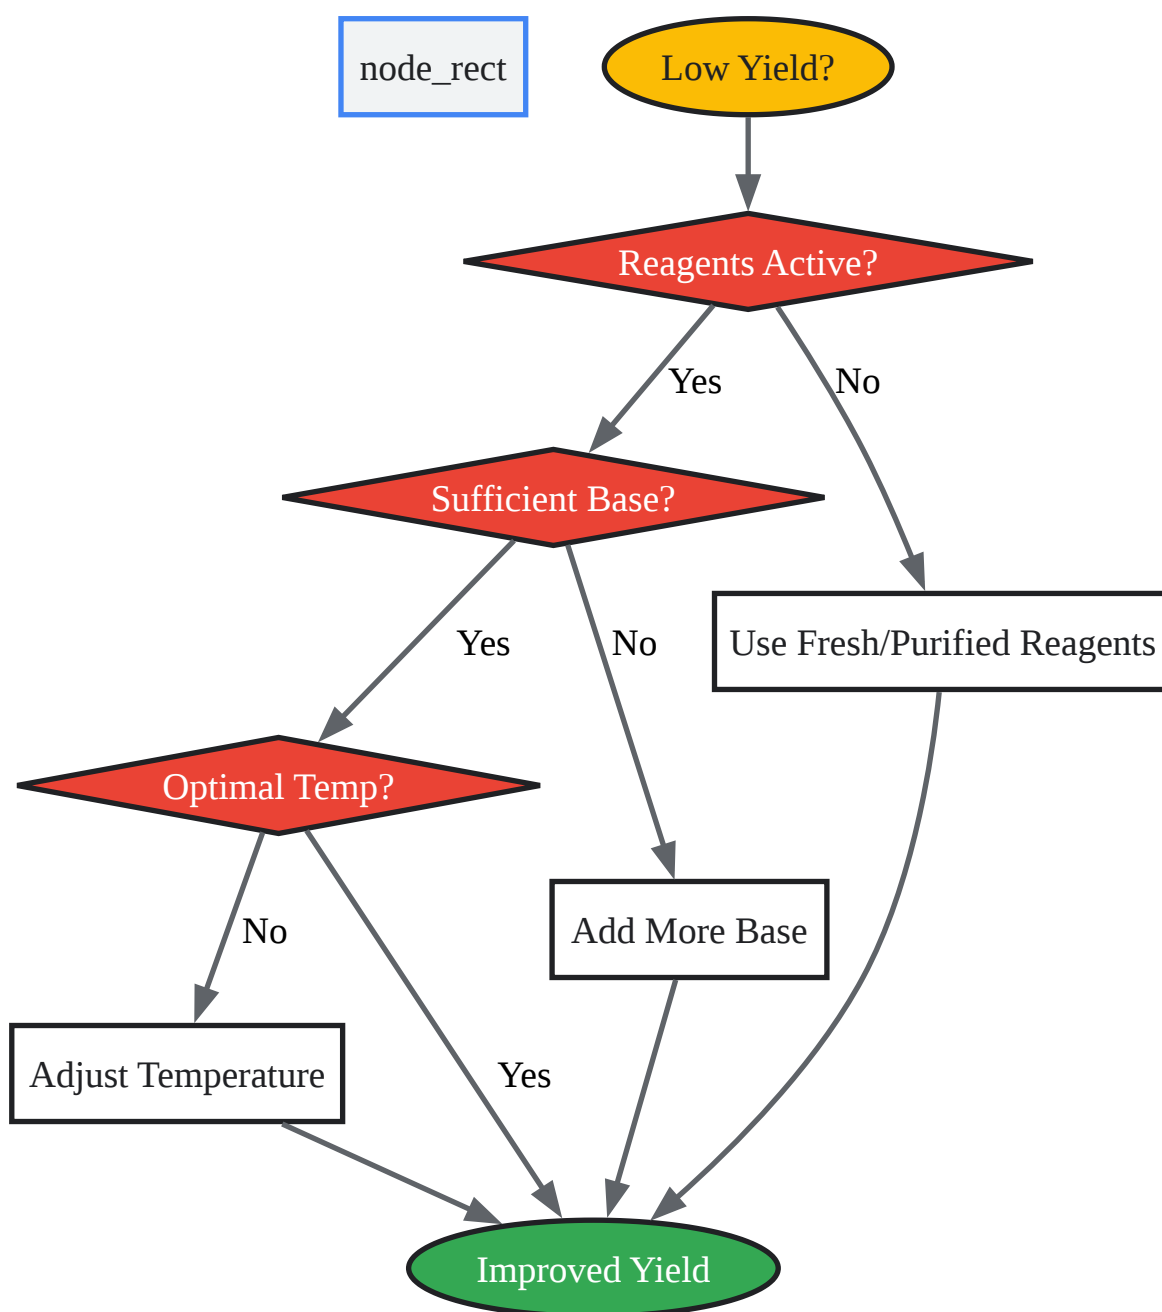 node_rect
Low Yield?
Reagents Active?
Yes
No
Sufficient Base?
Yes
No
Use Fresh/Purified Reagents
Optimal Temp?
No
Add More Base
Adjust Temperature
Yes
Improved Yield